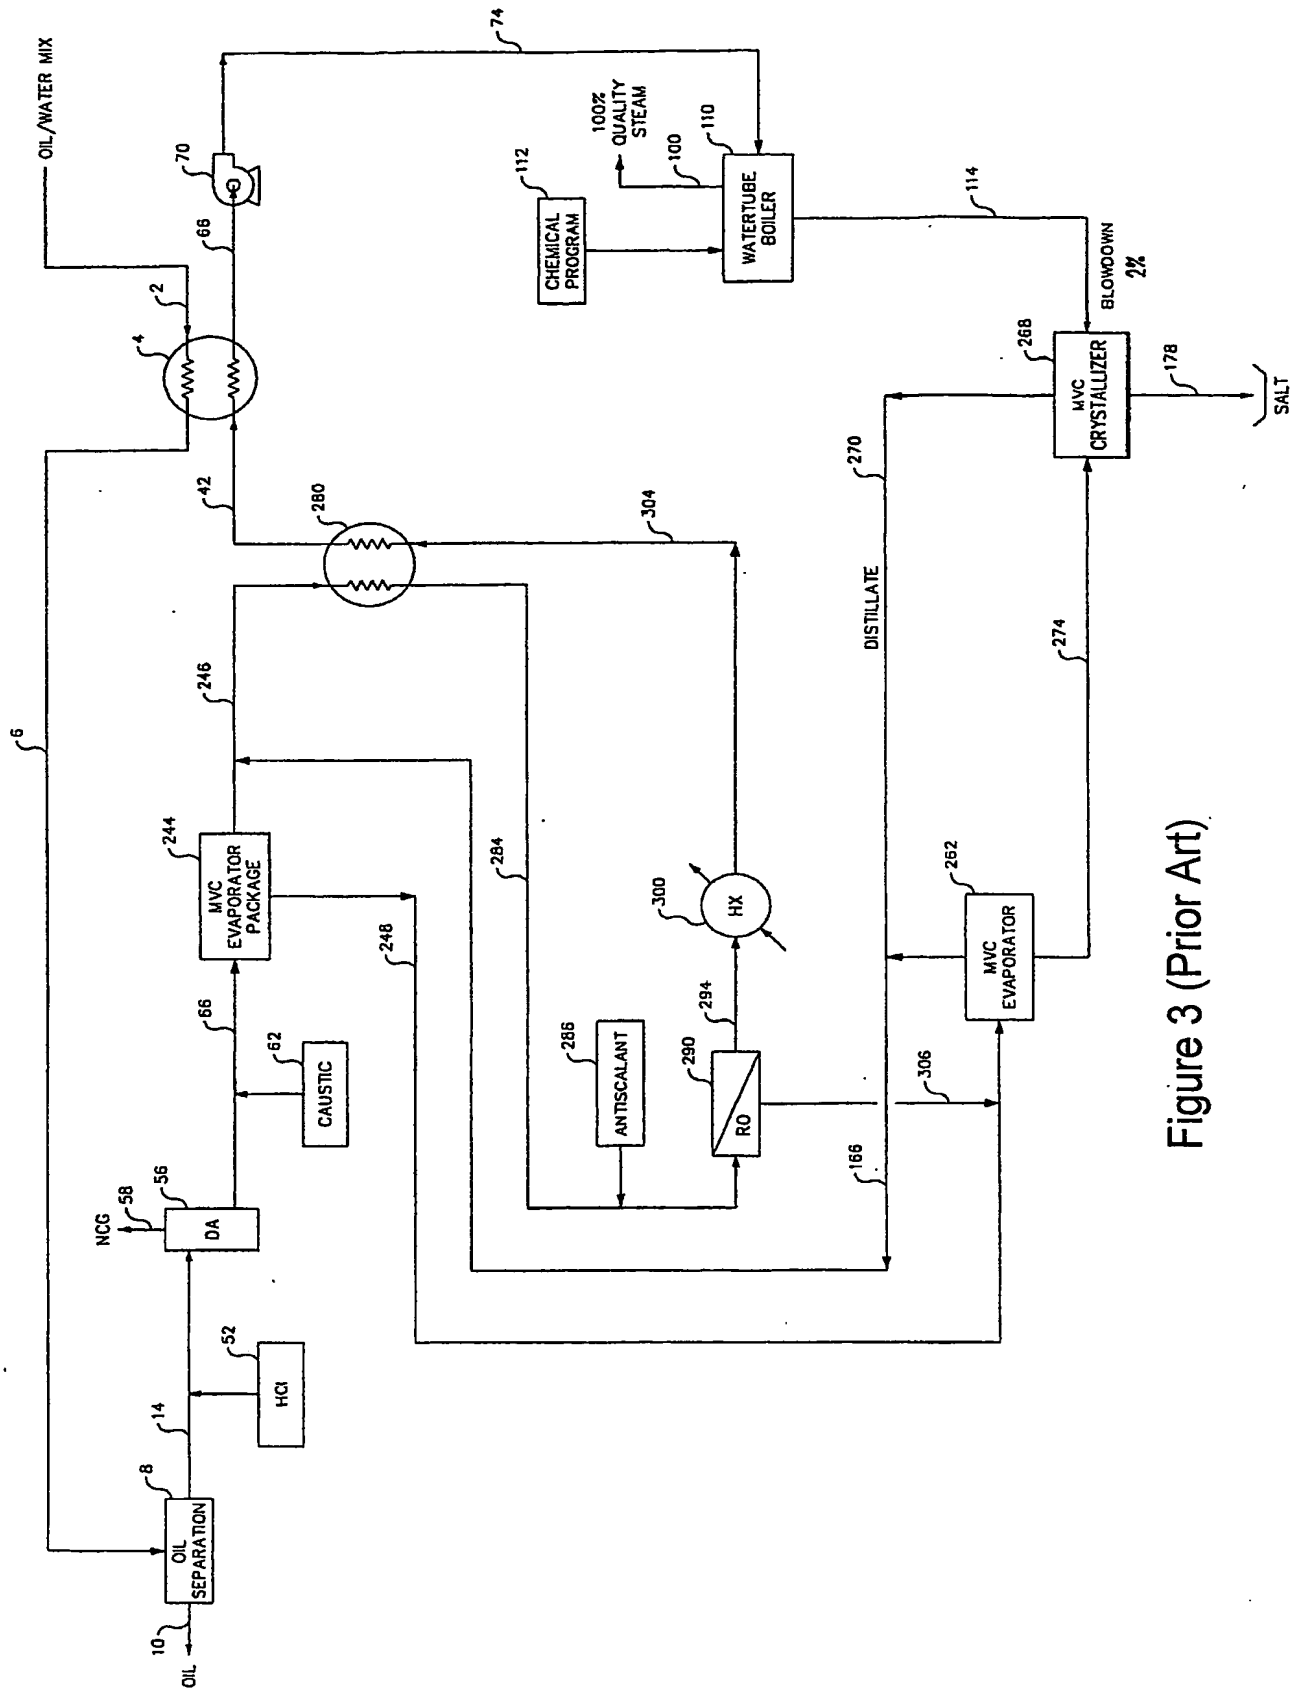 OIL/WATER MIX
2
4
6
66
70
74
42
280
246
244
MVC
EVAPORATOR
PACKAGE
66
62
CAUSTIC
56
DA
58
NCG
52
HCl
14
8
OIL
SEPARATION
10
OIL
248
284
304
300
HX
294
290
RO
286
ANTISCALANT
306
166
DISTILLATE
270
262
MVC
EVAPORATOR
274
268
MVC
CRYSTALLIZER
178
SALT
BLOWDOWN
2%
114
110
WATERTUBE
BOILER
100
100%
QUALITY
STEAM
112
CHEMICAL
PROGRAM
Figure 3 (Prior Art)